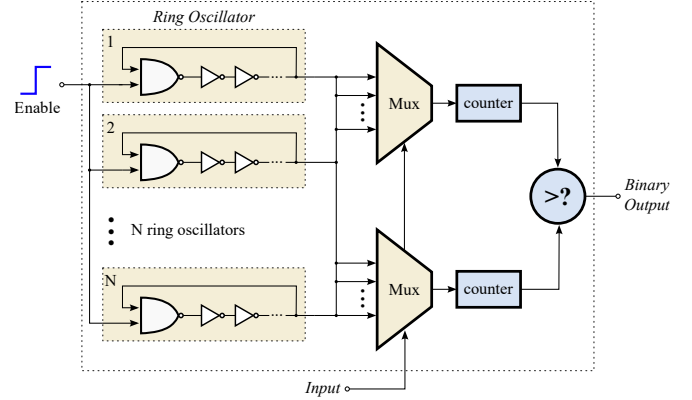 Ring Oscillator
1
Enable
Mux
counter
2
>?
Binary
Output
N ring oscillators
N
Mux
counter
Input